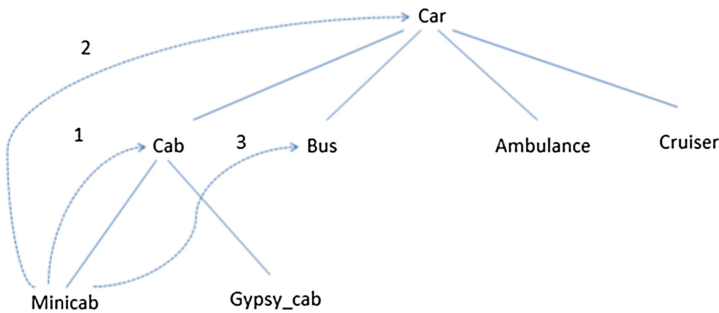 Car
2
1
Cab
3
Bus
Ambulance
Cruiser
Minicab
Gypsy_cab